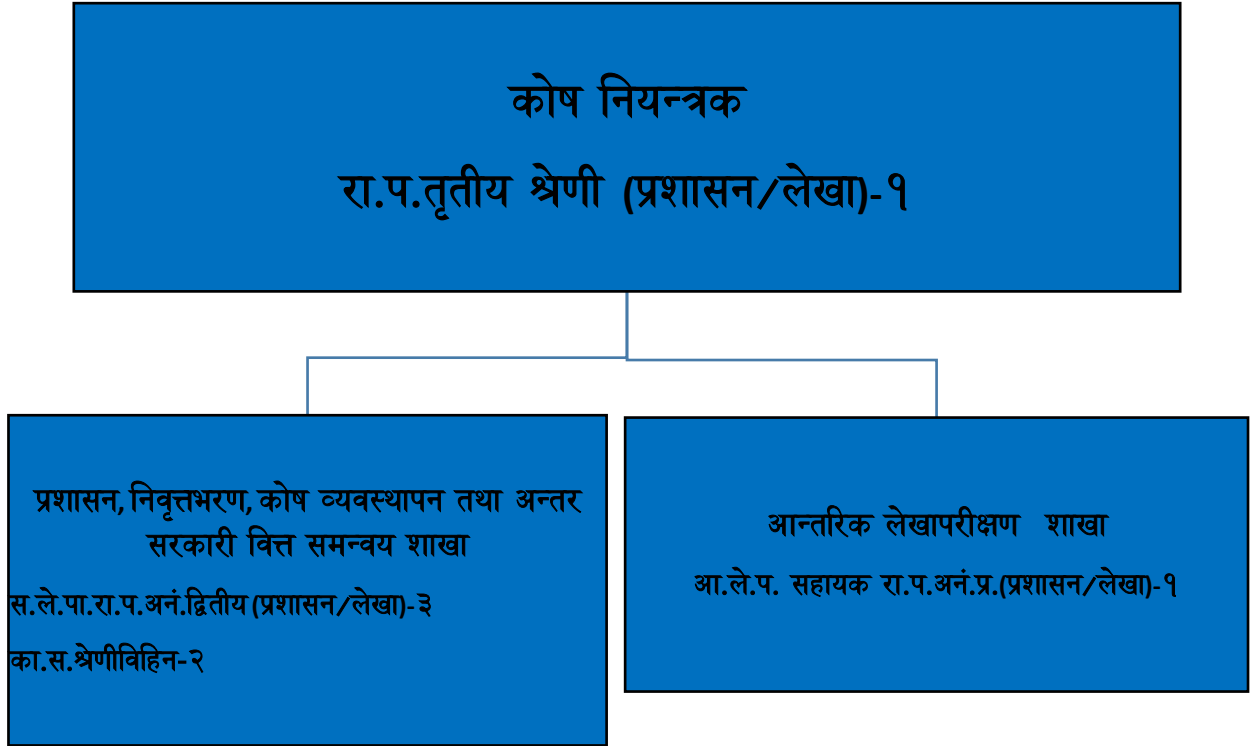 कोष नियन्त्रक
रा.प.तृतीय श्रेणी (प्रशासन/लेखा)-१
प्रशासन, निवृत्तभरण, कोष व्यवस्थापन तथा अन्तर
सरकारी वित्त समन्वय शाखा
स.ले.पा.रा.प.अनं.द्वितीय (प्रशासन/लेखा)-३
का.स.श्रेणीविहिन-२
आन्तरिक लेखापरीक्षण शाखा
आ.ले.प. सहायक रा.प.अनं.प्र.(प्रशासन/लेखा)-१